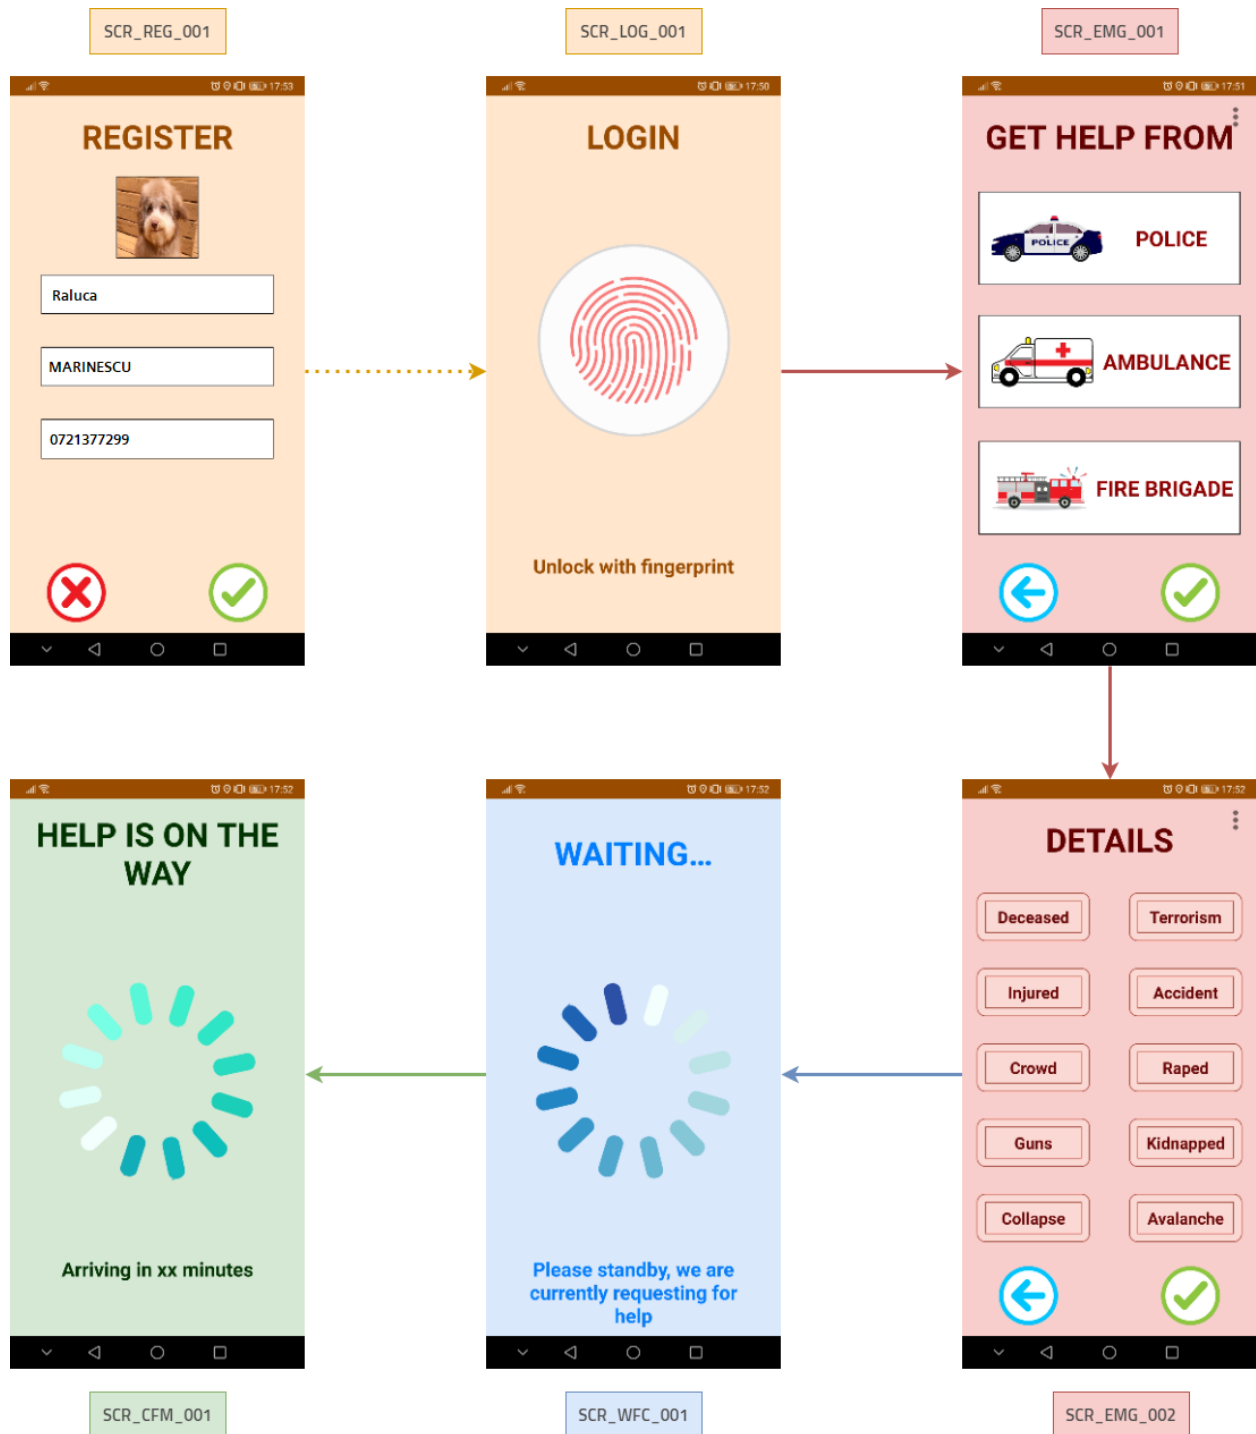 SCR_REG_001
SCR_LOG_001
SCR_EMG_001
17:53
REGISTER
Raluca
MARINESCU
0721377299
17:50
LOGIN
Unlock with fingerprint
17:51
GET HELP FROM
POLICE
POLICE
AMBULANCE
FIRE BRIGADE
17:52
HELP IS ON THE
WAY
Arriving in xx minutes
17:52
WAITING...
Please standby, we are
currently requesting for
help
17:52
DETAILS
Deceased
Terrorism
Injured
Accident
Crowd
Raped
Guns
Kidnapped
Collapse
Avalanche
SCR_CFM_001
SCR_WFC_001
SCR_EMG_002